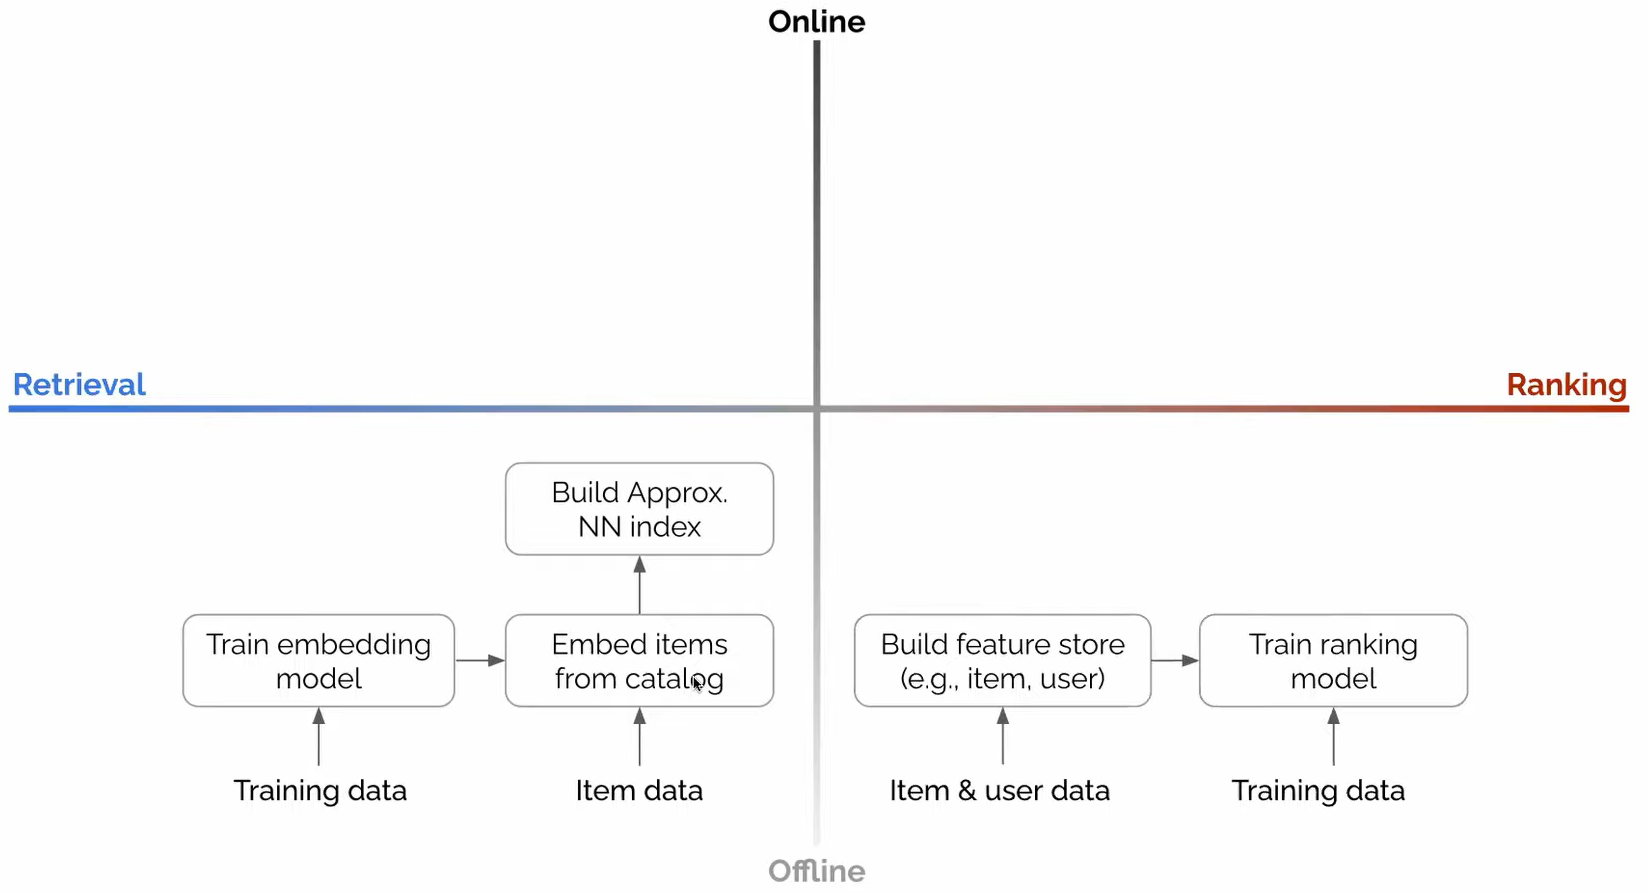 Online
Retrieval
Ranking
Build Approx.
NN index
Train embedding
model
Embed items
from catalog
Build feature store
(e.g., item, user)
Train ranking
model
Training data
Item data
Item & user data
Training data
Offline